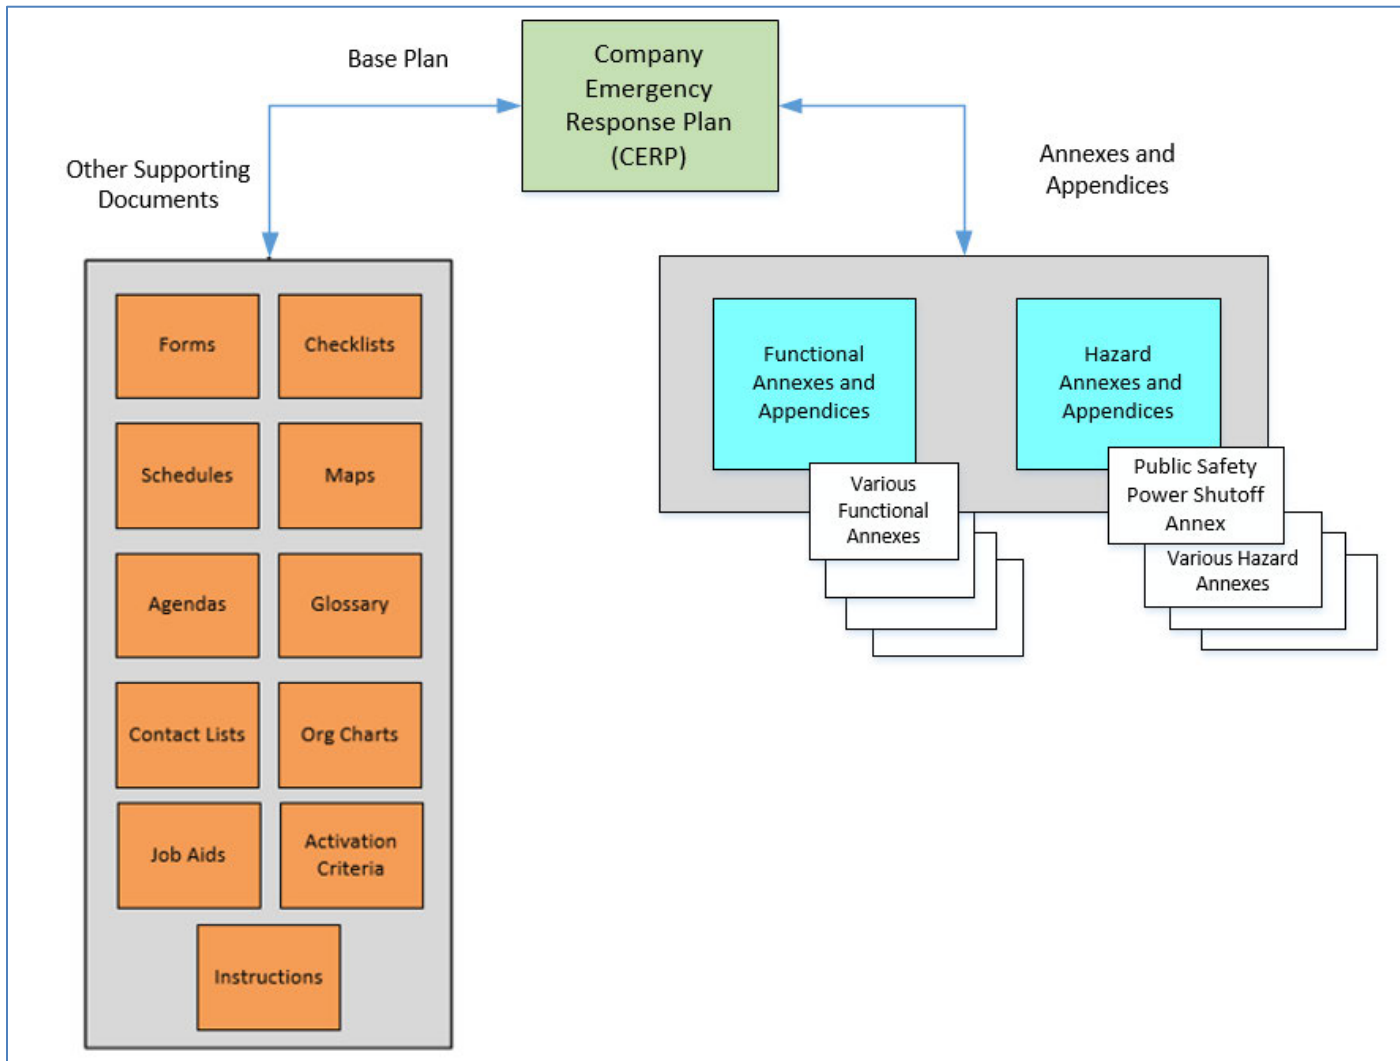 Base Plan
Company
Emergency
Response Plan
(CERP)
Other Supporting
Documents
Annexes and
Appendices
Forms
Checklists
Schedules
Maps
Agendas
Glossary
Contact Lists
Org Charts
Job Aids
Activation
Criteria
Instructions
Functional
Annexes and
Appendices
Hazard
Annexes and
Appendices
Various
Functional
Annexes
Public Safety
Power Shutoff
Annex
Various Hazard
Annexes